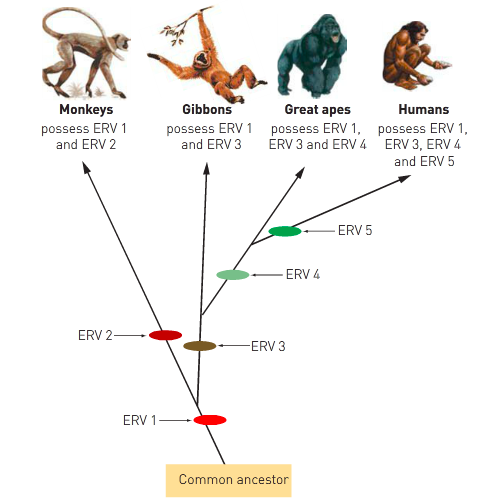 Monkeys
possess ERV 1
and ERV 2
Gibbons
possess ERV 1
and ERV 3
Great apes
possess ERV 1,
ERV 3 and ERV 4
Humans
possess ERV 1,
ERV 3, ERV 4
and ERV 5
ERV 5
ERV 4
ERV 2
ERV 3
ERV 1
Common ancestor